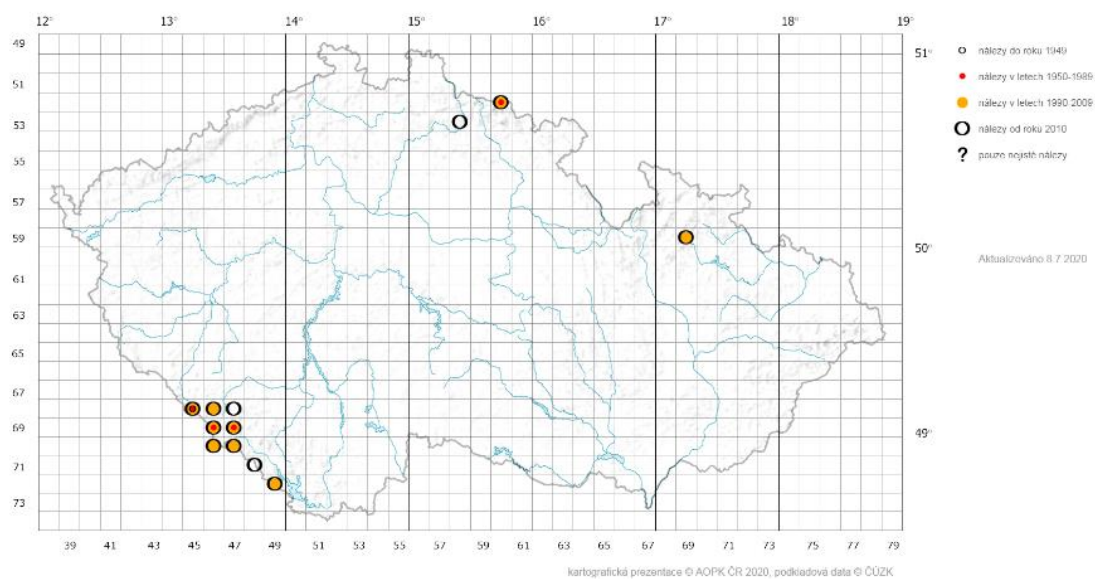 12° 13° 14° 15° 16° 17° 18° 19°
49
51
53
55
57
59
61
63
65
67
69
71
73
51°
50°
49°
39 41 43 45 47 49 51 53 55 57 59 61 63 65 67 69 71 73 75 77 79
nálezy do roku 1949
nálezy v letech 1950-1989
nálezy v letech 1990-2009
nálezy od roku 2010
? pouze nejisté nálezy
Aktualizováno 8.7.2020
kartografická prezentace © AOPK ČR 2020, podkladová data © ČÚZK